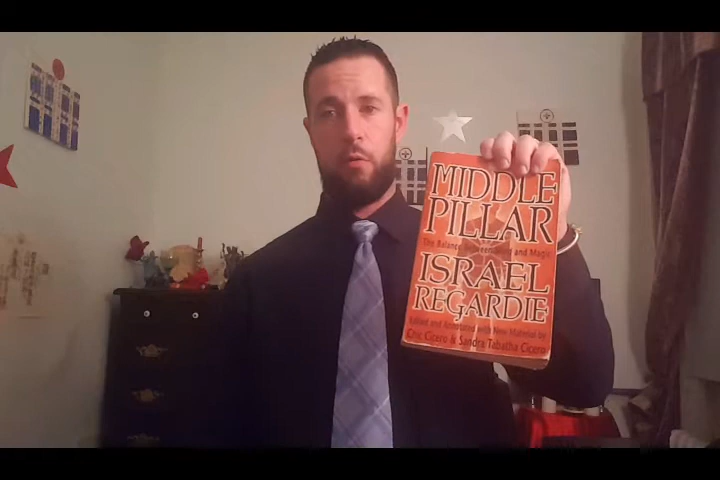 MIDDLE
PILLAR
The Balance Between Mind and Magic
ISRAEL
REGARDIE
Edited and Annotated with New Material by
Chic Cicero & Sandra Tabatha Cicero